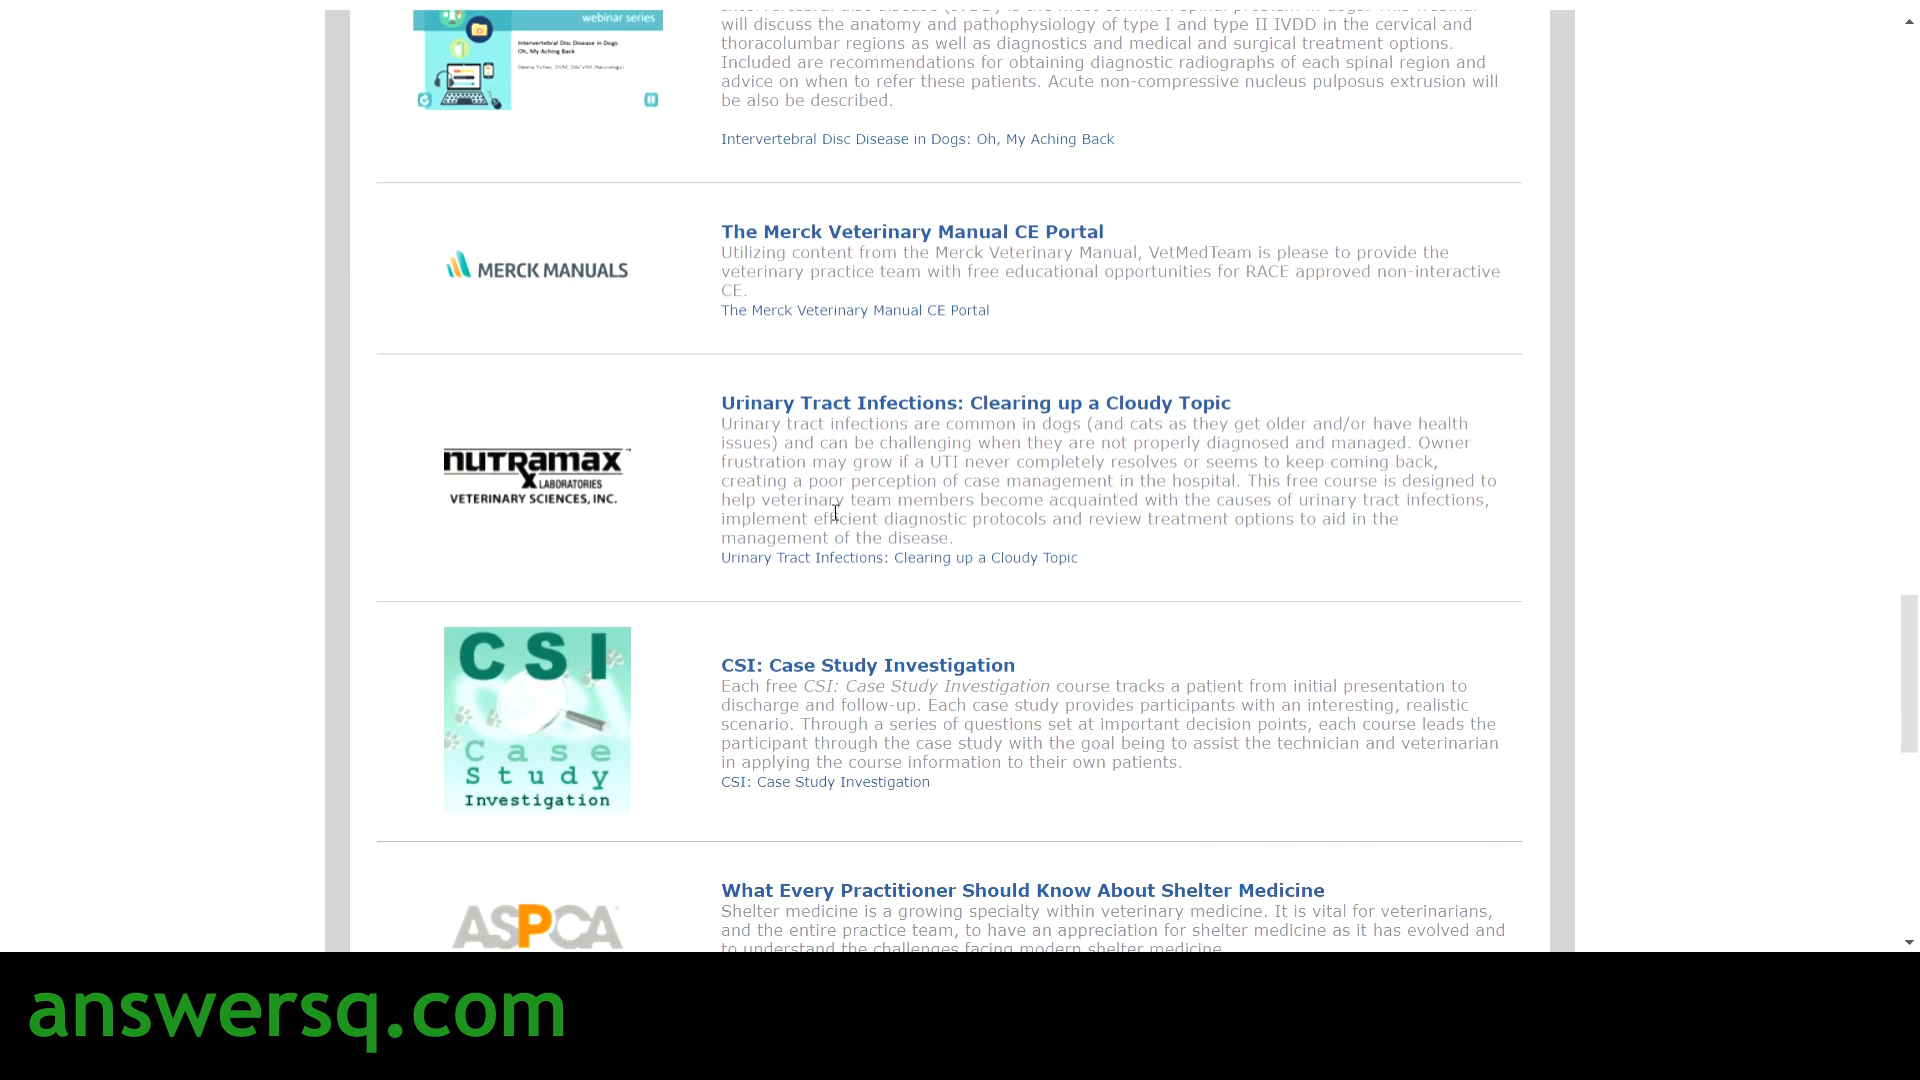 webinar series
Intervertebral Disc Disease in Dogs:
Oh, My Aching Back
will discuss the anatomy and pathophysiology of type I and type II IVDD in the cervical and
thoracolumbar regions as well as diagnostics and medical and surgical treatment options.
Included are recommendations for obtaining diagnostic radiographs of each spinal region and
advice on when to refer these patients. Acute non-compressive nucleus pulposus extrusion will
be also be described.
Intervertebral Disc Disease in Dogs: Oh, My Aching Back
MERCK MANUALS
The Merck Veterinary Manual CE Portal
Utilizing content from the Merck Veterinary Manual, VetMedTeam is please to provide the
veterinary practice team with free educational opportunities for RACE approved non-interactive
CE.
The Merck Veterinary Manual CE Portal
nutramax
LABORATORIES
VETERINARY SCIENCES, INC.
Urinary Tract Infections: Clearing up a Cloudy Topic
Urinary tract infections are common in dogs (and cats as they get older and/or have health
issues) and can be challenging when they are not properly diagnosed and managed. Owner
frustration may grow if a UTI never completely resolves or seems to keep coming back,
creating a poor perception of case management in the hospital. This free course is designed to
help veterinary team members become acquainted with the causes of urinary tract infections,
implement efficient diagnostic protocols and review treatment options to aid in the
management of the disease.
Urinary Tract Infections: Clearing up a Cloudy Topic
CSI
Case
Study
Investigation
CSI: Case Study Investigation
Each free CSI: Case Study Investigation course tracks a patient from initial presentation to
discharge and follow-up. Each case study provides participants with an interesting, realistic
scenario. Through a series of questions set at important decision points, each course leads the
participant through the case study with the goal being to assist the technician and veterinarian
in applying the course information to their own patients.
CSI: Case Study Investigation
ASPCA
What Every Practitioner Should Know About Shelter Medicine
Shelter medicine is a growing specialty within veterinary medicine. It is vital for veterinarians,
and the entire practice team, to have an appreciation for shelter medicine as it has evolved and
to understand the challenges facing modern shelter medicine.
answersq.com